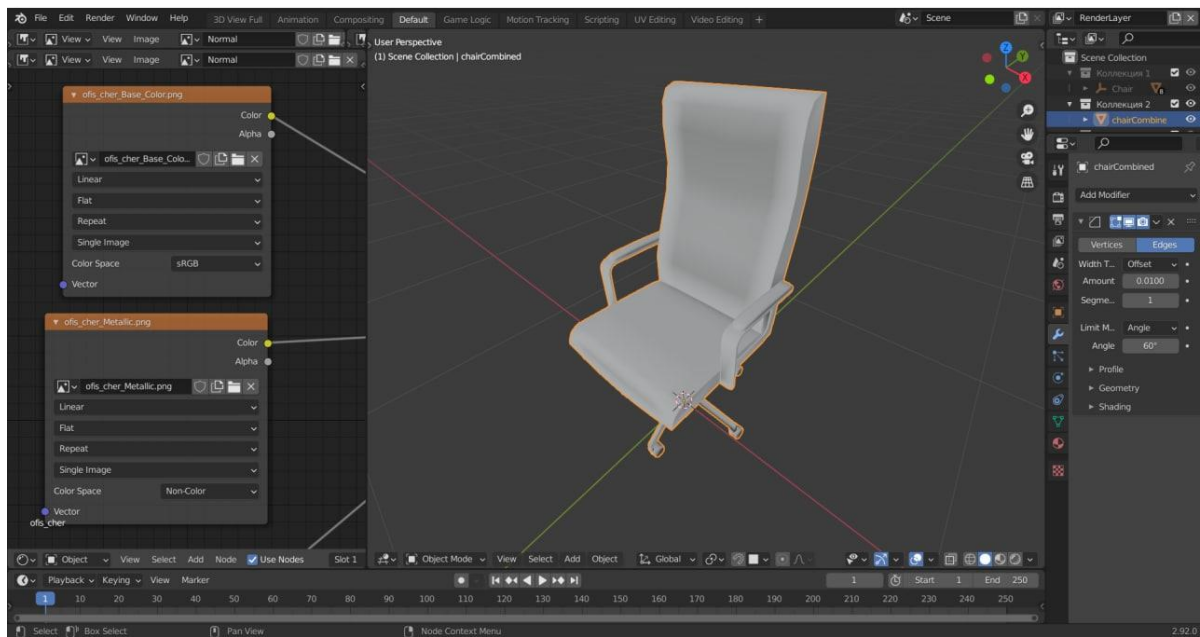 File Edit Render Window Help 3D View Full Animation Compositing Default Game Logic Motion Tracking Scripting UV Editing Video Editing + Scene RenderLayer
View View Image Normal
View View Image Normal
User Perspective
(1) Scene Collection | chairCombined
ofis_cher_Base_Color.png
Color
Alpha
ofis_cher_Base_Colo...
Linear
Flat
Repeat
Single Image
Color Space sRGB
Vector
ofis_cher_Metallic.png
Color
Alpha
ofis_cher_Metallic.png
Linear
Flat
Repeat
Single Image
Color Space Non-Color
Vector
ofis_cher
Z
Y
X
Scene Collection
Коллекция 1
Chair 8
Коллекция 2
chairCombine
chairCombined
Add Modifier
Vertices Edges
Width T... Offset
Amount 0.0100
Segme... 1
Limit M... Angle
Angle 60°
Profile
Geometry
Shading
Object View Select Add Node Use Nodes Slot 1
Object Mode View Select Add Object Global
Playback Keying View Marker 1 Start 1 End 250
1 10 20 30 40 50 60 70 80 90 100 110 120 130 140 150 160 170 180 190 200 210 220 230 240 250
Select Box Select Pan View Node Context Menu 2.92.0